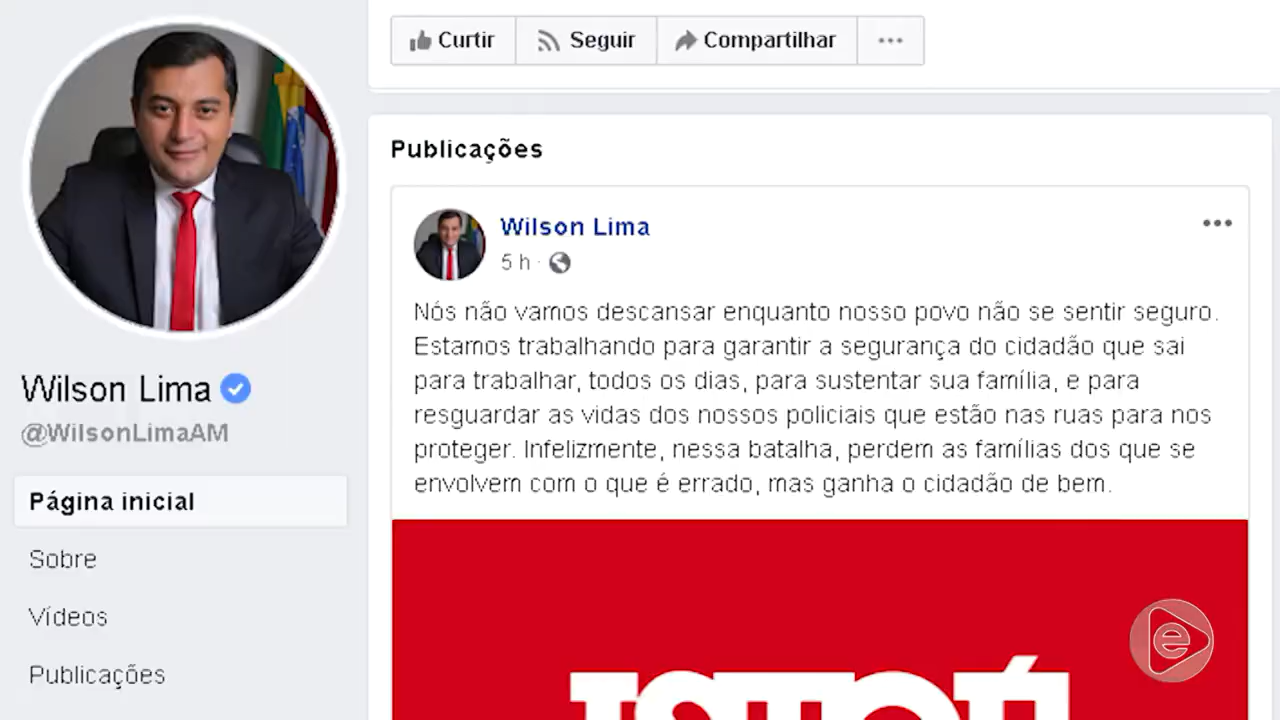 Curtir
Seguir
Compartilhar
Publicações
Wilson Lima
5 h ·
Nós não vamos descansar enquanto nosso povo não se sentir seguro.
Estamos trabalhando para garantir a segurança do cidadão que sai
para trabalhar, todos os dias, para sustentar sua família, e para
resguardar as vidas dos nossos policiais que estão nas ruas para nos
proteger. Infelizmente, nessa batalha, perdem as famílias dos que se
envolvem com o que é errado, mas ganha o cidadão de bem.
Wilson Lima
@WilsonLimaAM
Página inicial
Sobre
Vídeos
Publicações
ISTOÉ
e